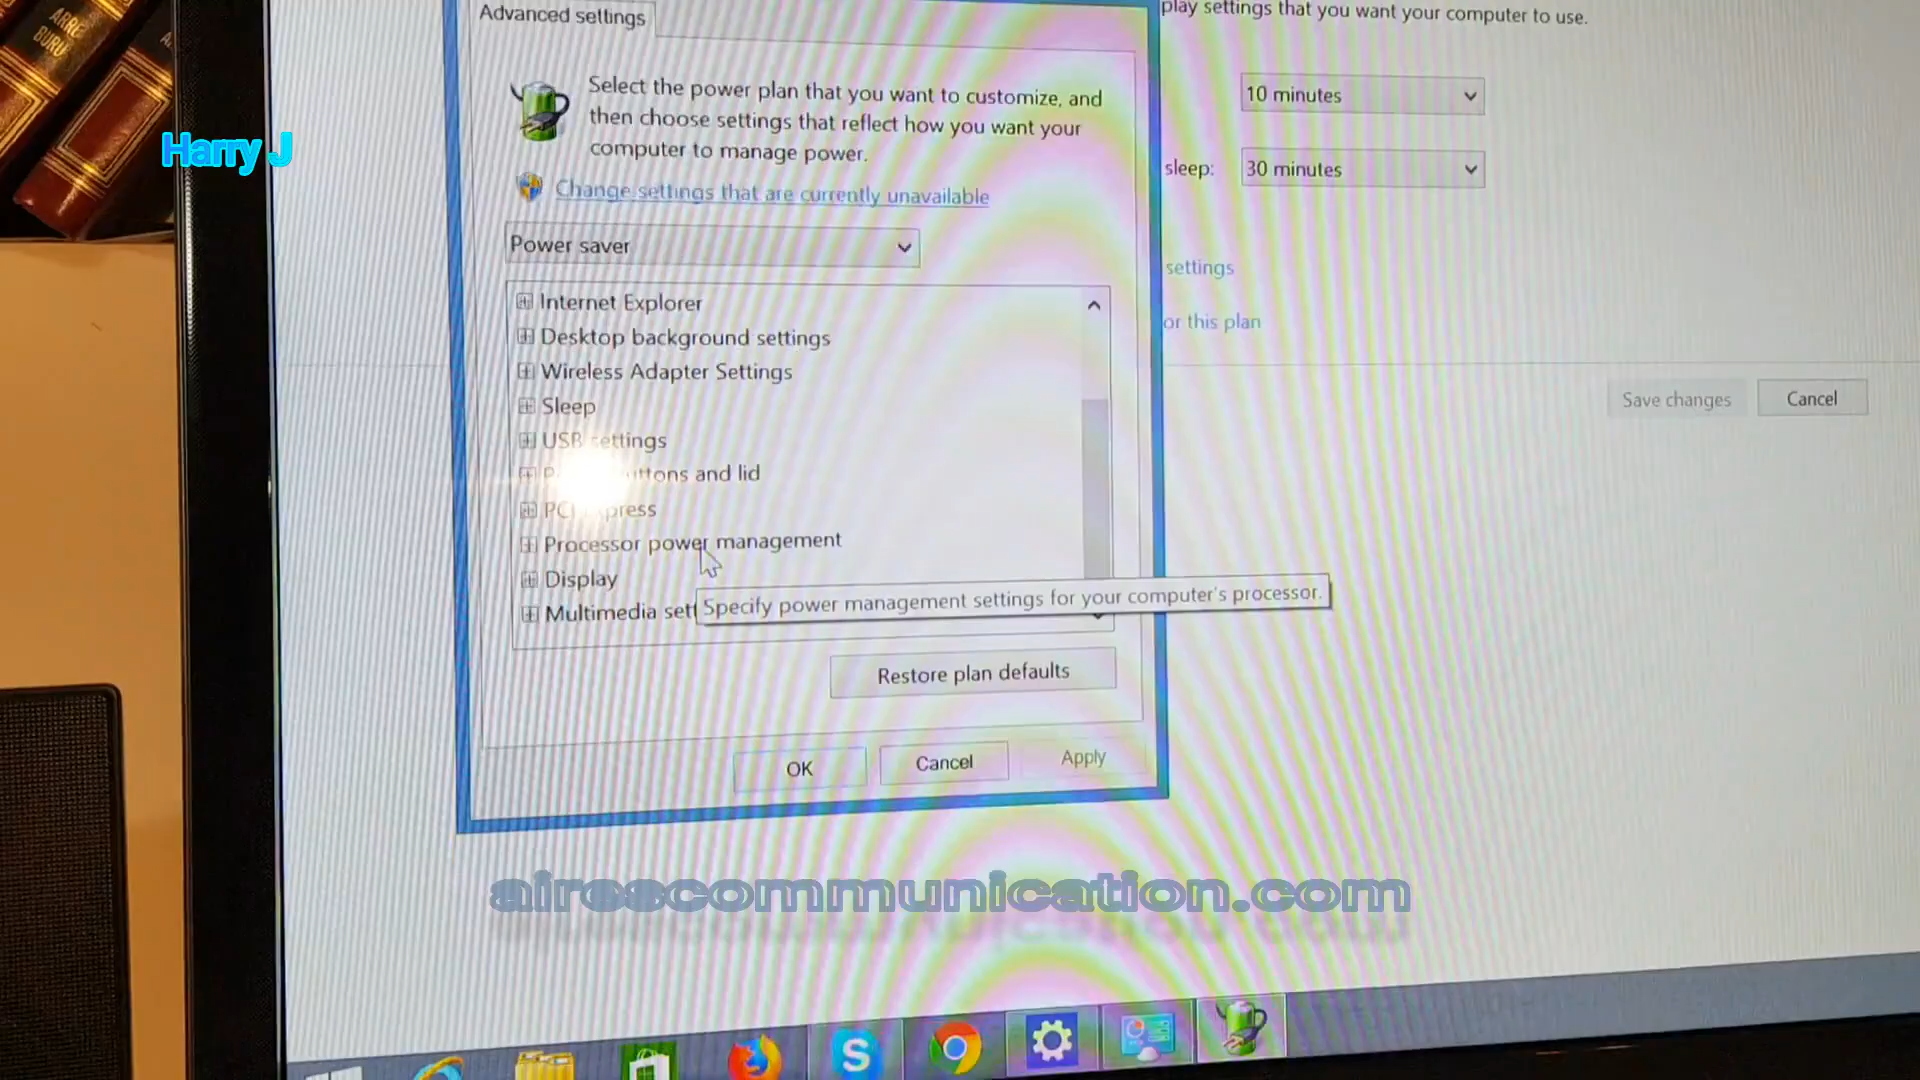 ARRE
BURU
A
Harry J
Advanced settings
play settings that you want your computer to use.
Select the power plan that you want to customize, and
then choose settings that reflect how you want your
computer to manage power.
Change settings that are currently unavailable
10 minutes
sleep: 30 minutes
Power saver
settings
or this plan
Internet Explorer
Desktop background settings
Wireless Adapter Settings
Sleep
USB settings
buttons and lid
PCI Express
Processor power management
Display
Multimedia sett
Specify power management settings for your computer's processor.
Save changes
Cancel
Restore plan defaults
OK
Cancel
Apply
airescommunication.com
S